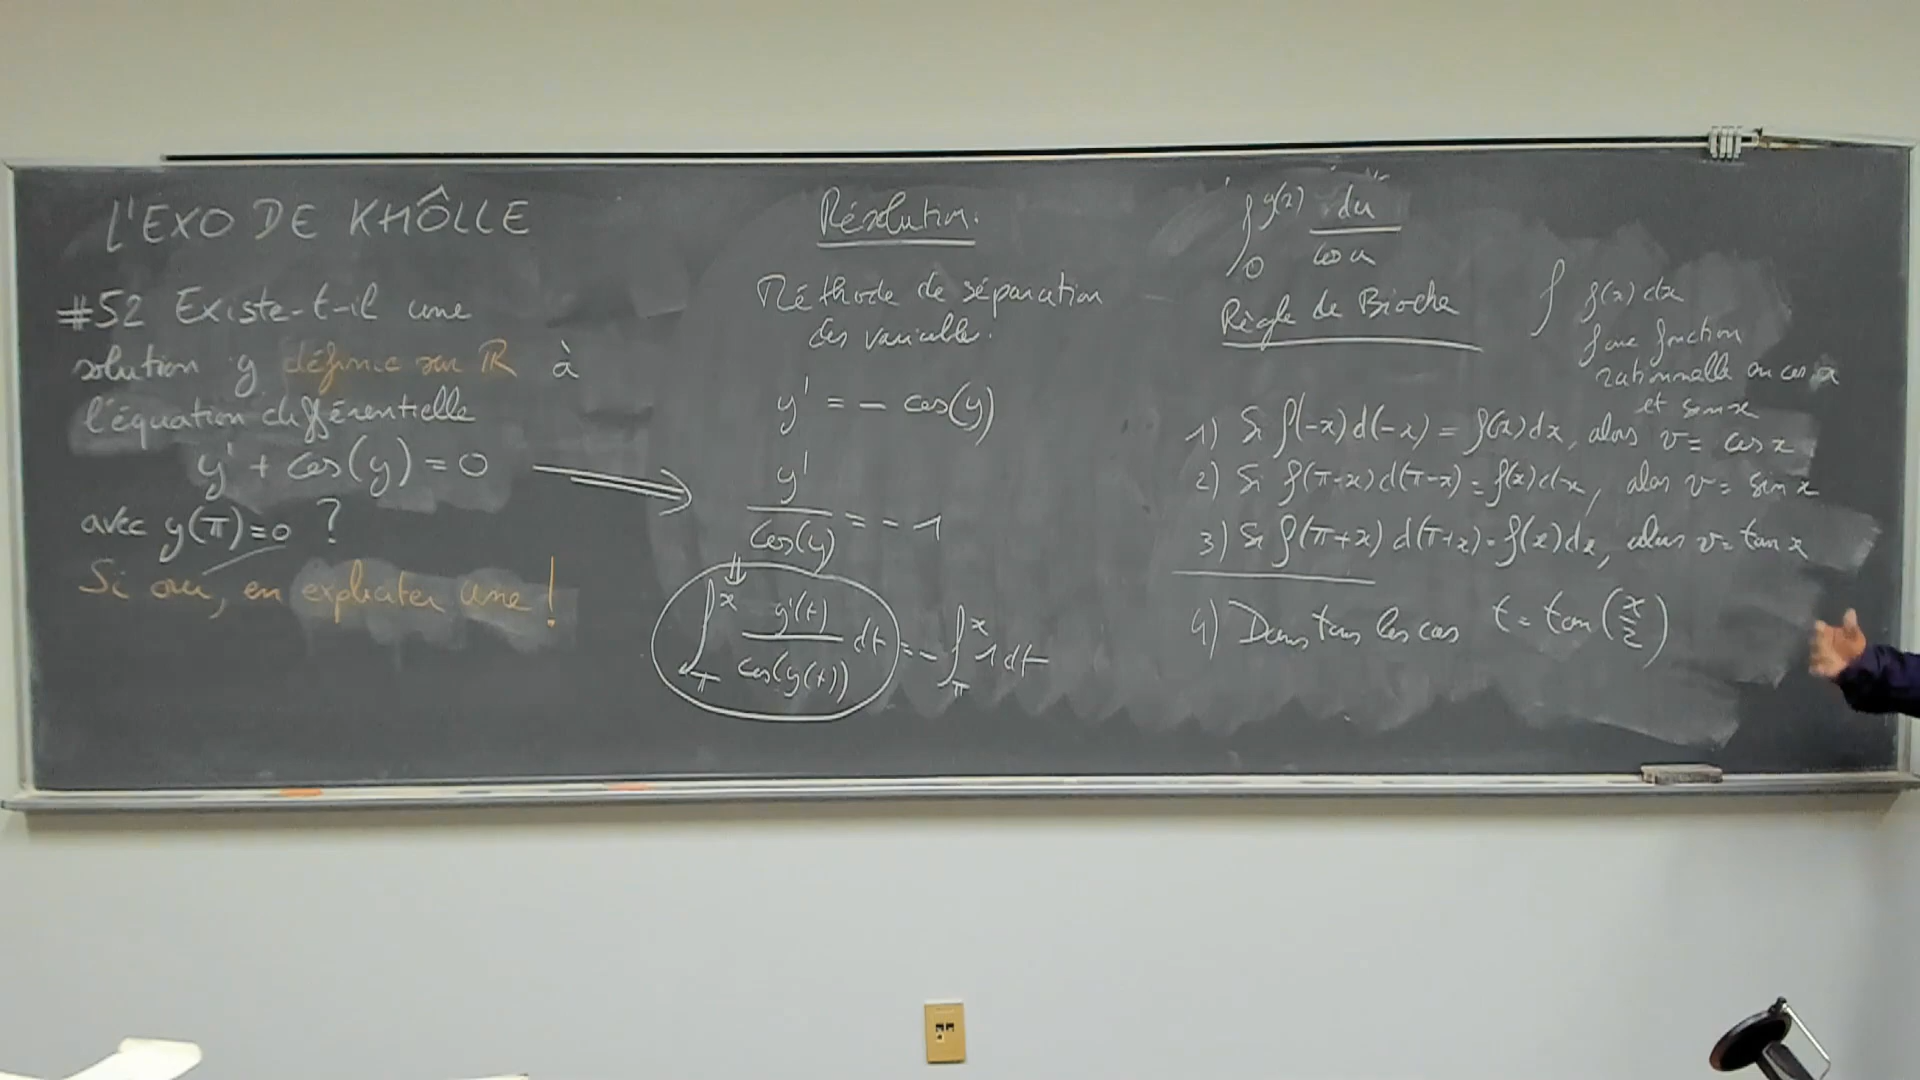 L'EXO DE KHÔLLE
#52 Existe-t-il une
solution y définie sur ℝ à
l'équation différentielle
y' + cos(y) = 0
avec y(π)=0 ?
Si oui, en expliciter une !
Résolution:
Méthode de séparation
des variables.
y' = - cos(y)
y'/cos(y) = - 1
∫_π^x y'(t)/cos(y(t)) dt = - ∫_π^x 1 dt
∫_0^y(x) du/cos u
Règle de Bioche
∫ f(x) dx
f une fonction
rationnelle en cos x
et sin x
1) Si f(-x)d(-x) = f(x)dx, alors v = cos x
2) Si f(π-x)d(π-x) = f(x)dx, alors v = sin x
3) Si f(π+x)d(π+x) = f(x)dx, alors v = tan x
4) Dans tous les cas t = tan(x/2)